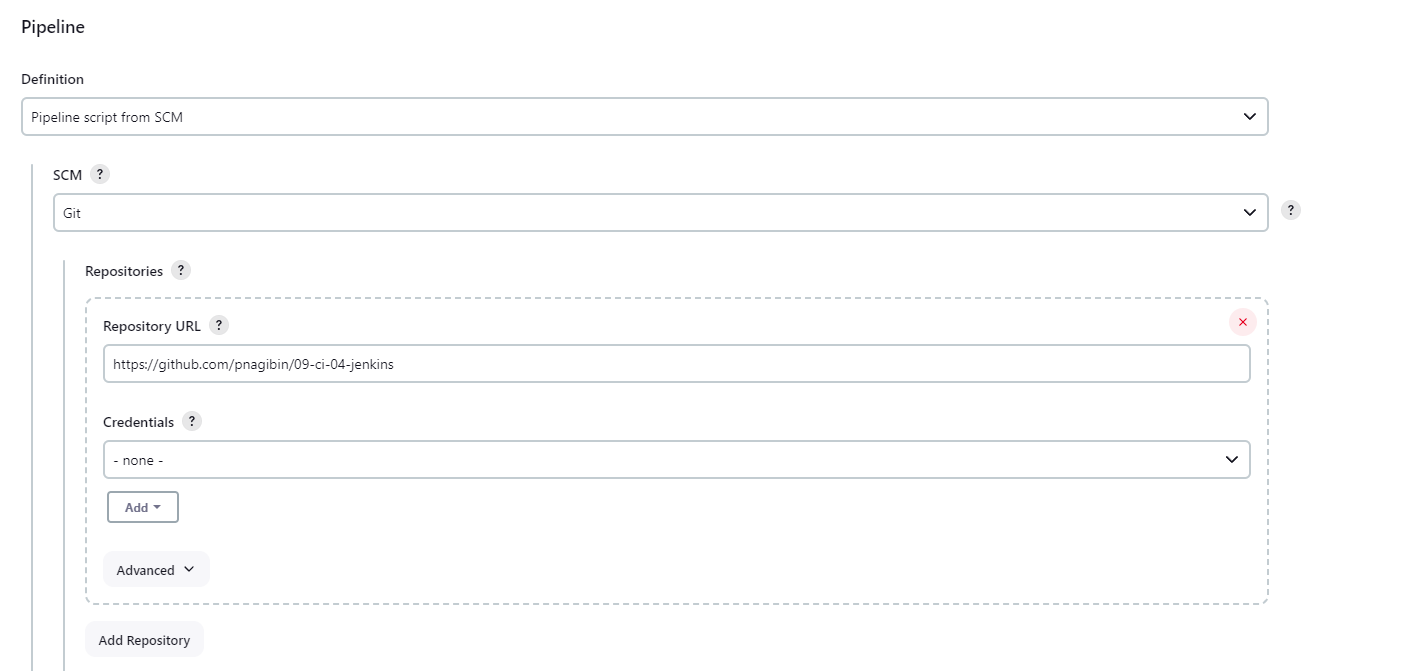 Pipeline
Definition
Pipeline script from SCM
SCM ?
Git
?
Repositories ?
Repository URL ?
https://github.com/pnagibin/09-ci-04-jenkins
Credentials ?
- none -
Add
Advanced
Add Repository